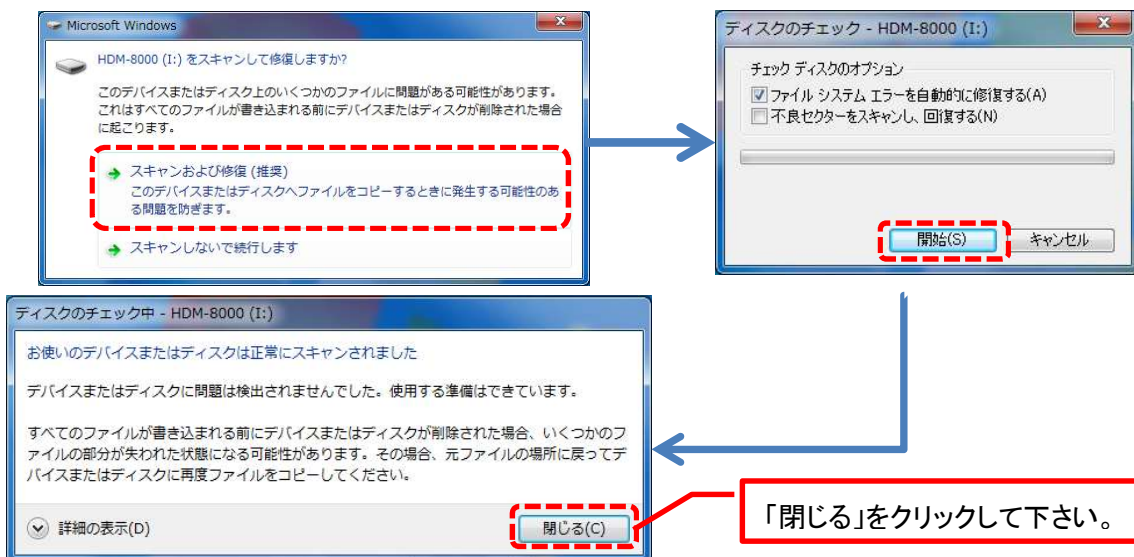 Microsoft Windows
HDM-8000 (I:) をスキャンして修復しますか?
このデバイスまたはディスク上のいくつかのファイルに問題がある可能性があります。
これはすべてのファイルが書き込まれる前にデバイスまたはディスクが削除された場合
に起こります。
スキャンおよび修復 (推奨)
このデバイスまたはディスクへファイルをコピーするときに発生する可能性のあ
る問題を防ぎます。
スキャンしないで続行します
ディスクのチェック - HDM-8000 (I:)
チェック ディスクのオプション
ファイル システム エラーを自動的に修復する(A)
不良セクターをスキャンし、回復する(N)
開始(S)
キャンセル
ディスクのチェック中 - HDM-8000 (I:)
お使いのデバイスまたはディスクは正常にスキャンされました
デバイスまたはディスクに問題は検出されませんでした。使用する準備はできています。
すべてのファイルが書き込まれる前にデバイスまたはディスクが削除された場合、いくつかのフ
ァイルの部分が失われた状態になる可能性があります。その場合、元ファイルの場所に戻ってデ
バイスまたはディスクに再度ファイルをコピーしてください。
詳細の表示(D)
閉じる(C)
「閉じる」をクリックして下さい。